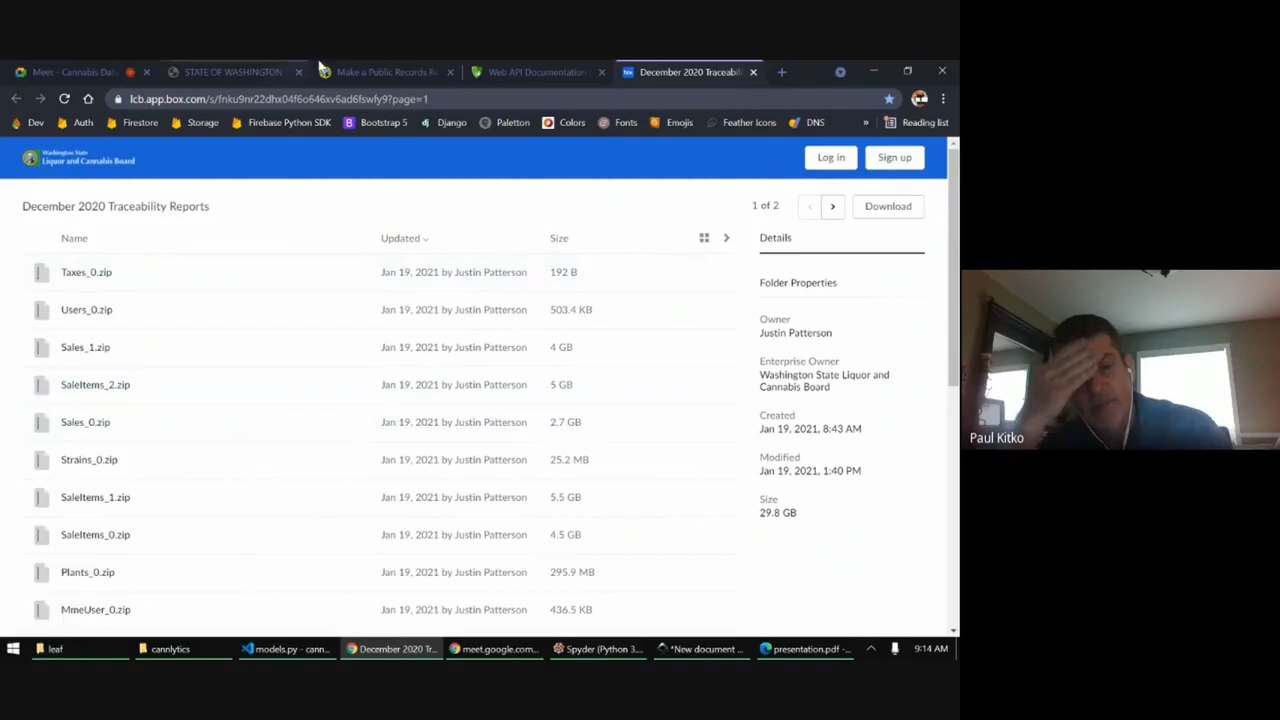 Meet - Cannabis Dat
STATE OF WASHINGTON
Make a Public Records Re
Web API Documentation
December 2020 Traceabili
lcb.app.box.com/s/fnku9nr22dhx04f6o646xv6ad6fswfy9?page=1
Dev
Auth
Firestore
Storage
Firebase Python SDK
Bootstrap 5
Django
Paletton
Colors
Fonts
Emojis
Feather Icons
DNS
»
Reading list
Washington State
Liquor and Cannabis Board
Log in
Sign up
December 2020 Traceability Reports
1 of 2
Download
Name
Updated
Size
Details
Taxes_0.zip
Jan 19, 2021 by Justin Patterson
192 B
Users_0.zip
Jan 19, 2021 by Justin Patterson
503.4 KB
Sales_1.zip
Jan 19, 2021 by Justin Patterson
4 GB
SaleItems_2.zip
Jan 19, 2021 by Justin Patterson
5 GB
Sales_0.zip
Jan 19, 2021 by Justin Patterson
2.7 GB
Strains_0.zip
Jan 19, 2021 by Justin Patterson
25.2 MB
SaleItems_1.zip
Jan 19, 2021 by Justin Patterson
5.5 GB
SaleItems_0.zip
Jan 19, 2021 by Justin Patterson
4.5 GB
Plants_0.zip
Jan 19, 2021 by Justin Patterson
295.9 MB
MmeUser_0.zip
Jan 19, 2021 by Justin Patterson
436.5 KB
Folder Properties
Owner
Justin Patterson
Enterprise Owner
Washington State Liquor and
Cannabis Board
Created
Jan 19, 2021, 8:43 AM
Modified
Jan 19, 2021, 1:40 PM
Size
29.8 GB
Paul Kitko
leaf
cannlytics
models.py - cann...
December 2020 Tr...
meet.google.com...
Spyder (Python 3....
*New document ...
presentation.pdf -...
9:14 AM